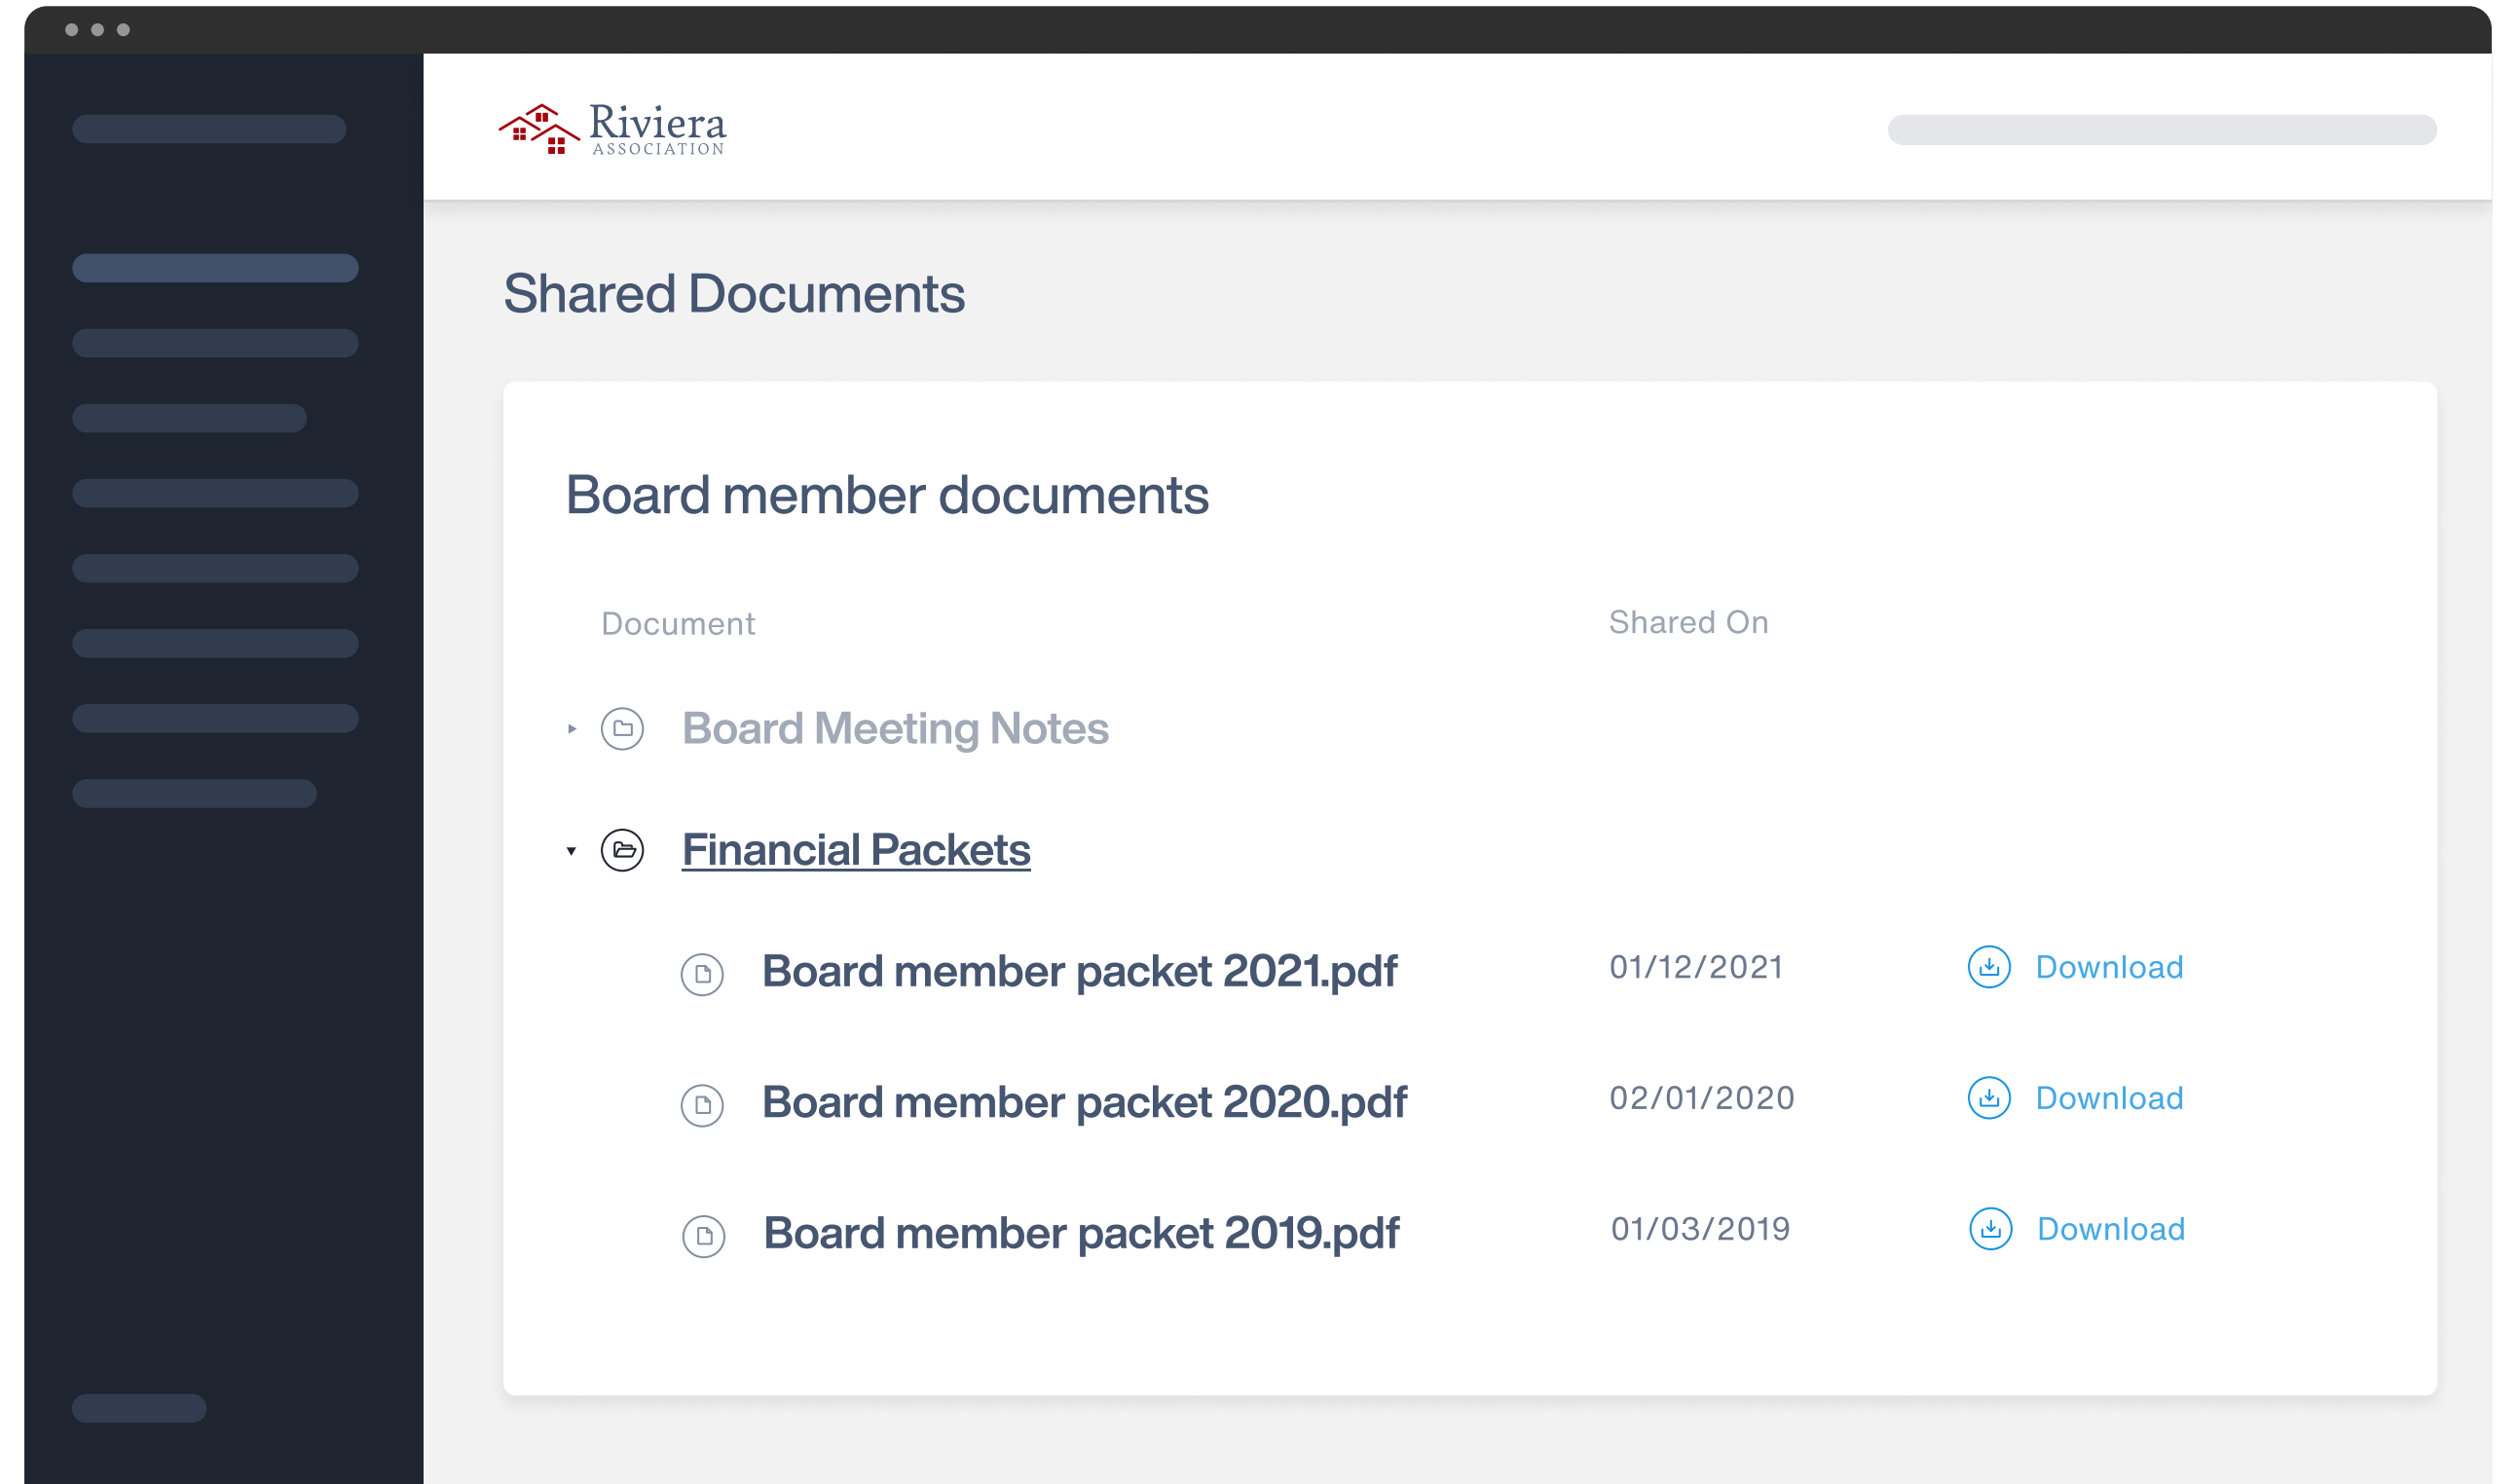 Riviera
ASSOCIATION
Shared Documents
Board member documents
Document Shared On
Board Meeting Notes
Financial Packets
Board member packet 2021.pdf 01/12/2021 Download
Board member packet 2020.pdf 02/01/2020 Download
Board member packet 2019.pdf 01/03/2019 Download